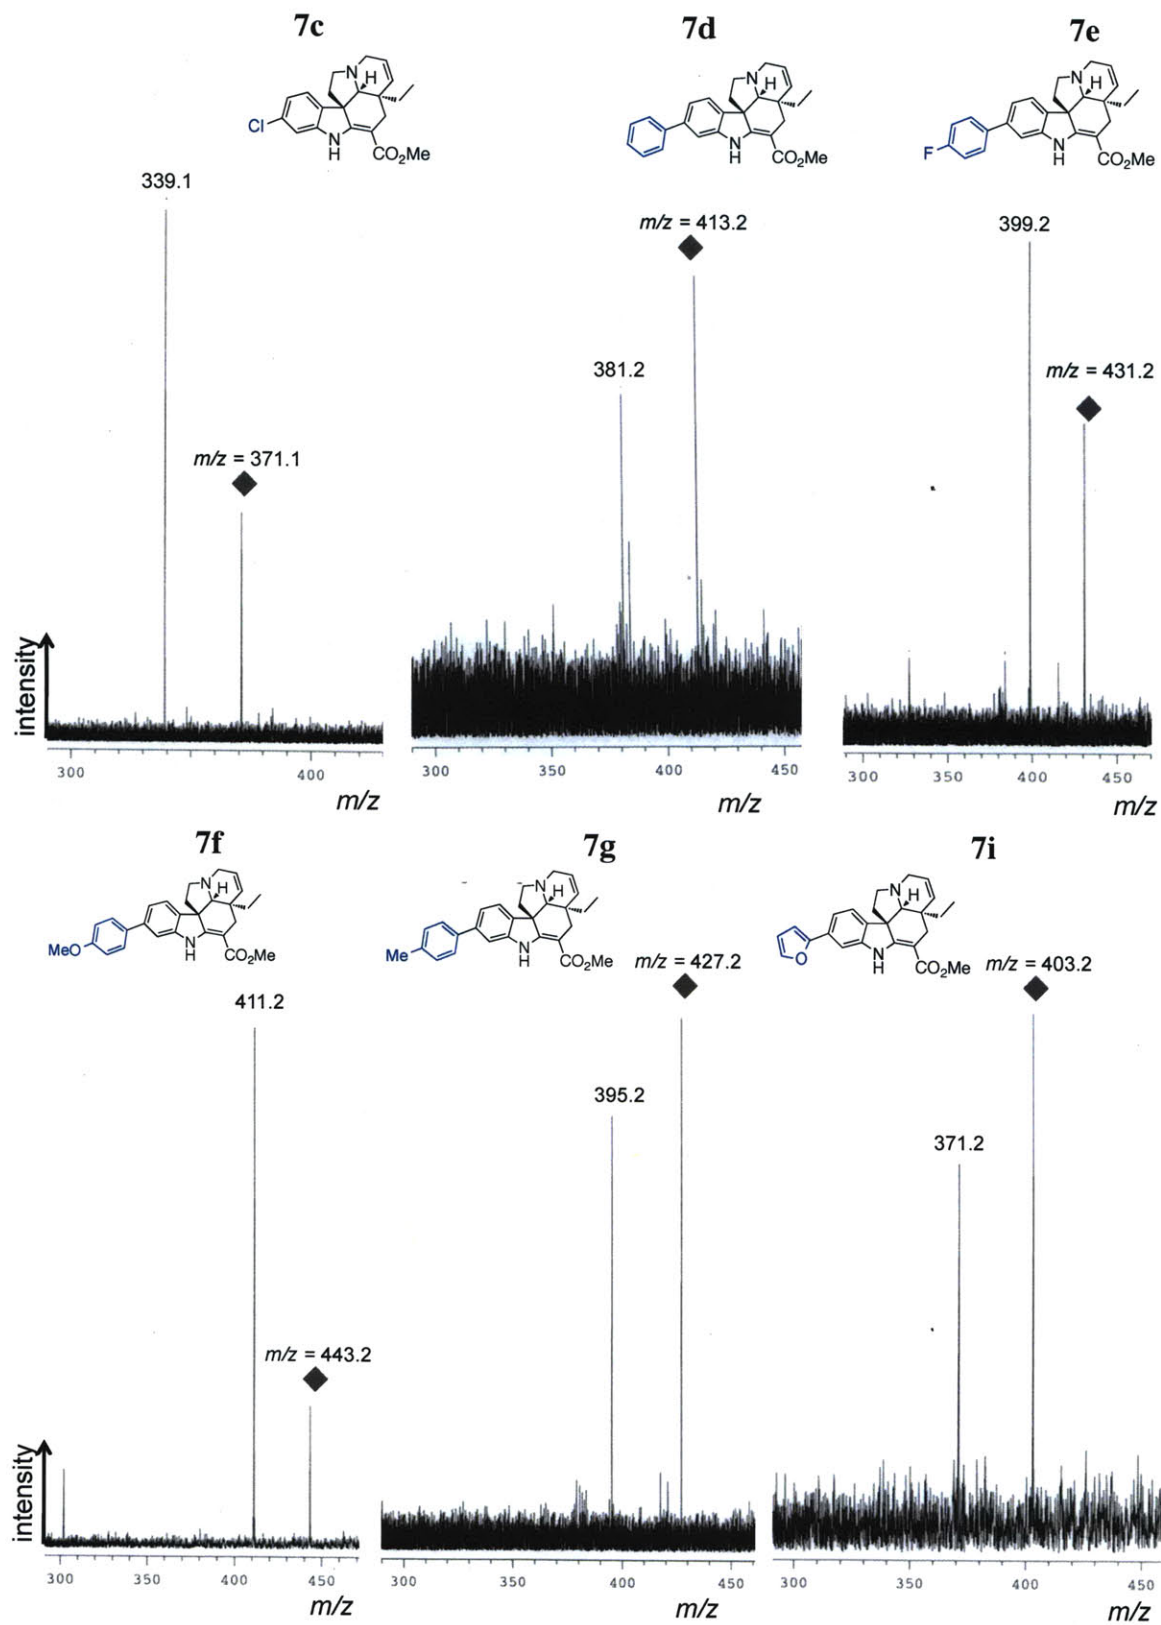 7c
7d
7e
N
H
Cl
N
H
CO₂Me
N
H
N
H
CO₂Me
N
H
F
N
H
CO₂Me
339.1
m/z = 371.1
intensity
300
400
m/z
m/z = 413.2
381.2
300
350
400
450
m/z
399.2
m/z = 431.2
300
350
400
450
m/z
7f
7g
7i
N
H
MeO
N
H
CO₂Me
N
H
Me
N
H
CO₂Me
N
H
O
N
H
CO₂Me
411.2
m/z = 443.2
intensity
300
350
400
450
m/z
m/z = 427.2
395.2
300
350
400
450
m/z
m/z = 403.2
371.2
300
350
400
450
m/z